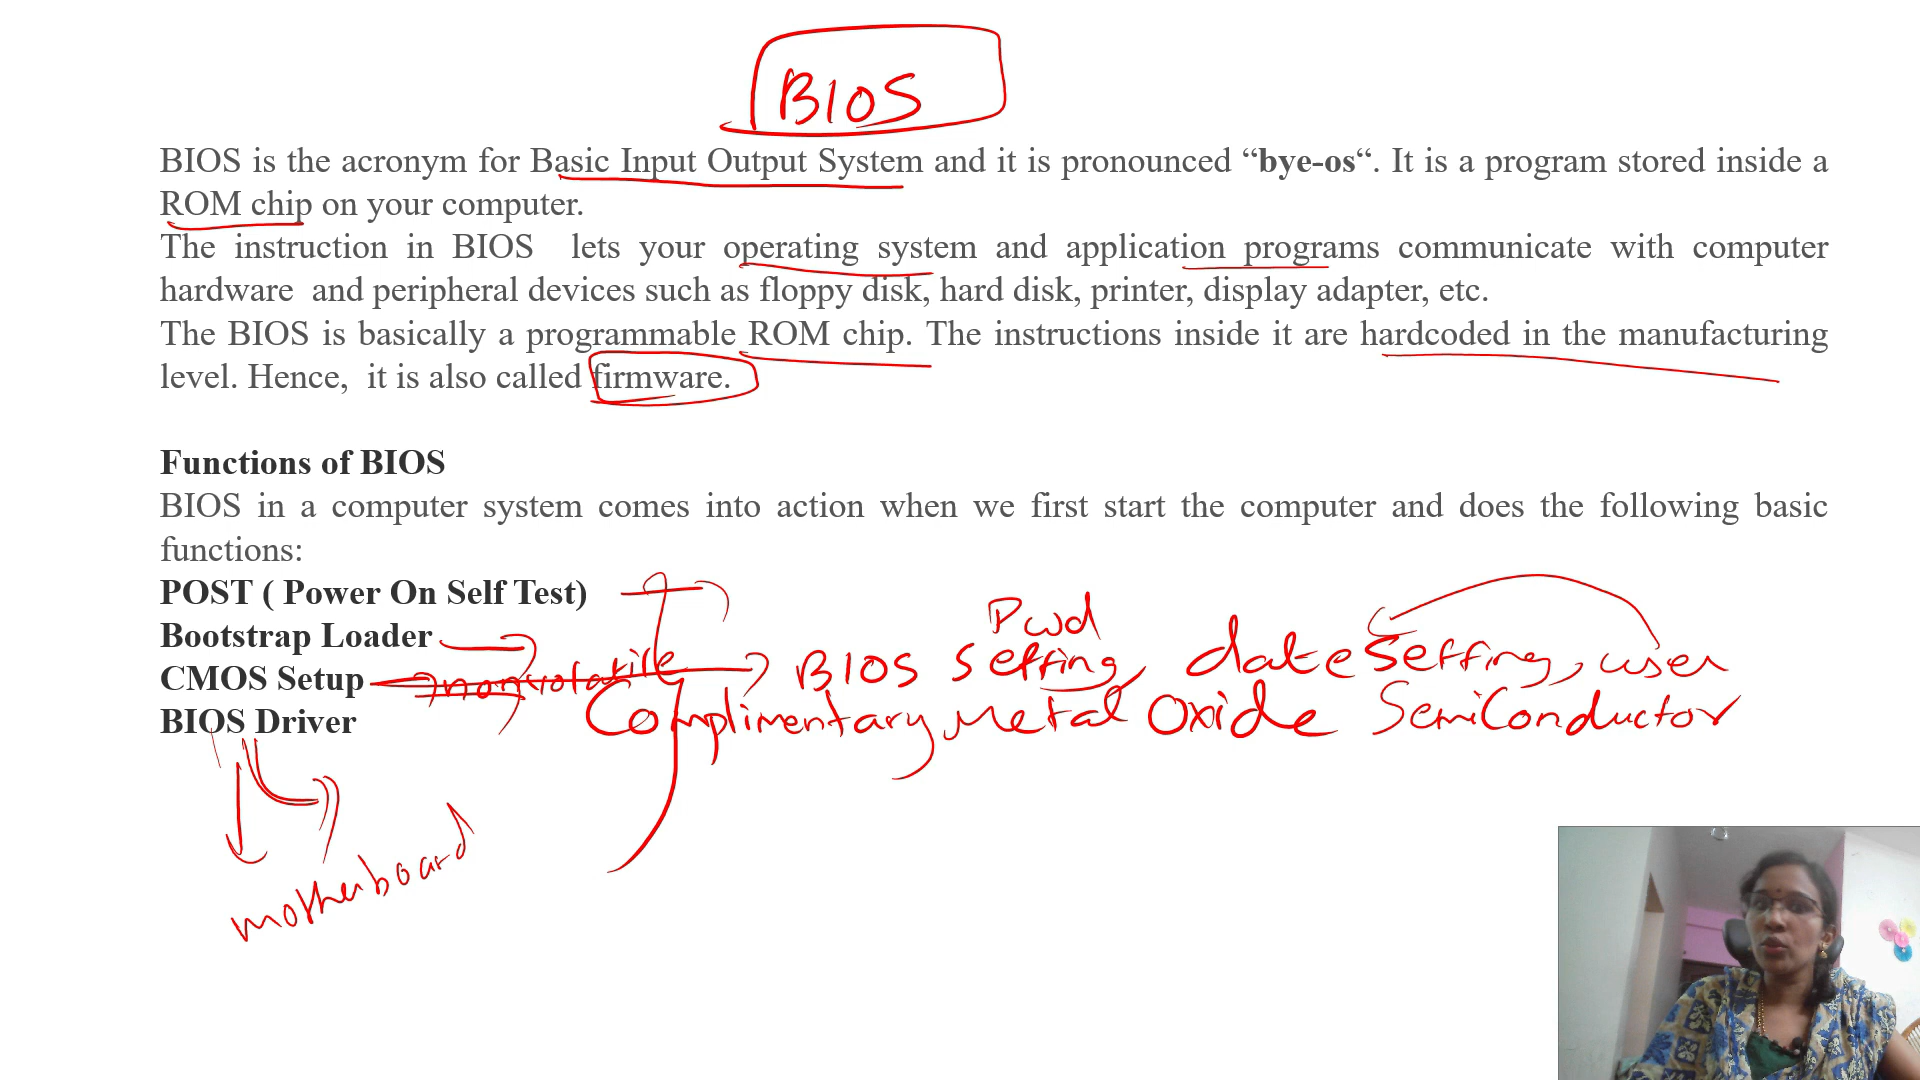 BIOS
BIOS is the acronym for Basic Input Output System and it is pronounced “bye-os“. It is a program stored inside a
ROM chip on your computer.
The instruction in BIOS lets your operating system and application programs communicate with computer
hardware and peripheral devices such as floppy disk, hard disk, printer, display adapter, etc.
The BIOS is basically a programmable ROM chip. The instructions inside it are hardcoded in the manufacturing
level. Hence, it is also called firmware.
Functions of BIOS
BIOS in a computer system comes into action when we first start the computer and does the following basic
functions:
POST ( Power On Self Test)
Pwd
Bootstrap Loader
CMOS Setup nonvolatile BIOS setting, date setting, user
BIOS Driver Complimentary Metal Oxide SemiConductor
motherboard